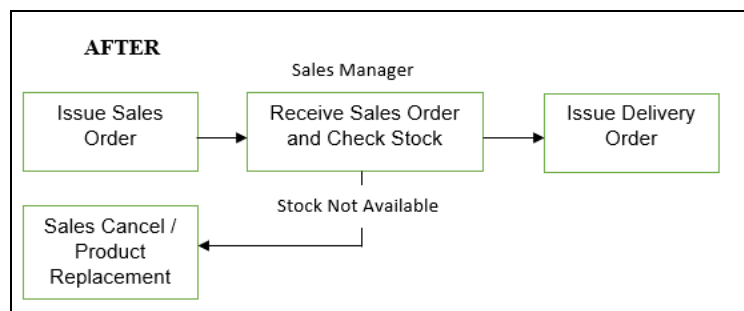 AFTER
Sales Manager
Issue Sales
Order
Receive Sales Order
and Check Stock
Issue Delivery
Order
Stock Not Available
Sales Cancel /
Product
Replacement